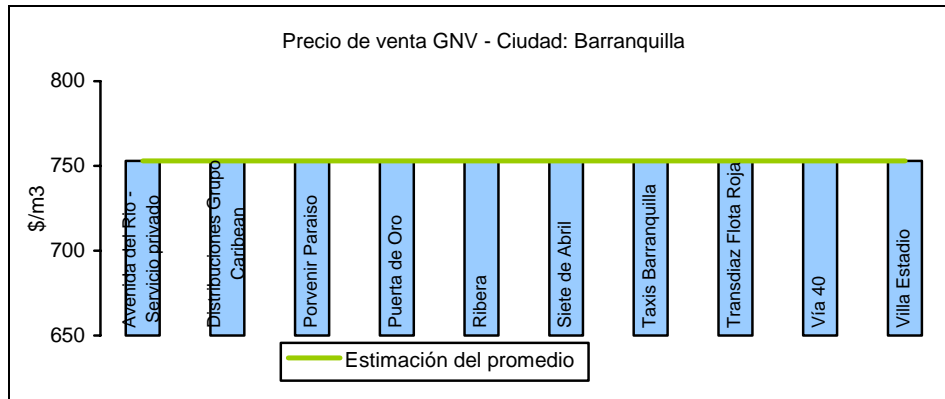 Precio de venta GNV - Ciudad: Barranquilla
$/m3
800
750
700
650
Avenida del Rio -
Servicio privado
Distribuciones Grupo
Caribean
Porvenir Paraiso
Puerta de Oro
Ribera
Siete de Abril
Taxis Barranquilla
Transdiaz Flota Roja
Vía 40
Villa Estadio
Estimación del promedio